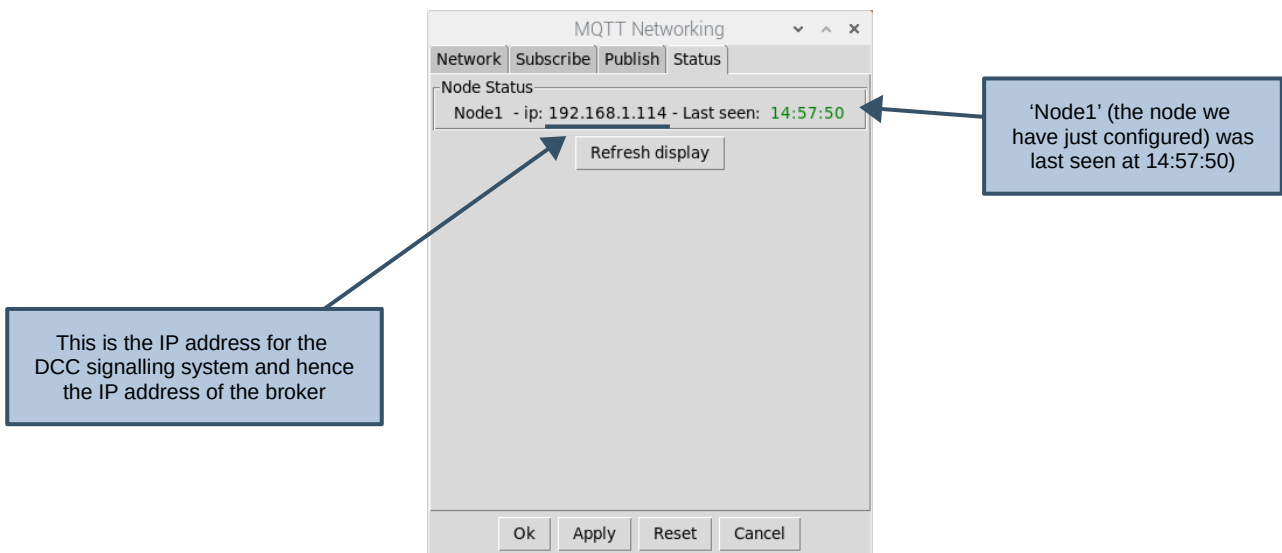 MQTT Networking
Network Subscribe Publish Status
Node Status
Node1 - ip: 192.168.1.114 - Last seen: 14:57:50
Refresh display
‘Node1’ (the node we
have just configured) was
last seen at 14:57:50)
This is the IP address for the
DCC signalling system and hence
the IP address of the broker
Ok Apply Reset Cancel